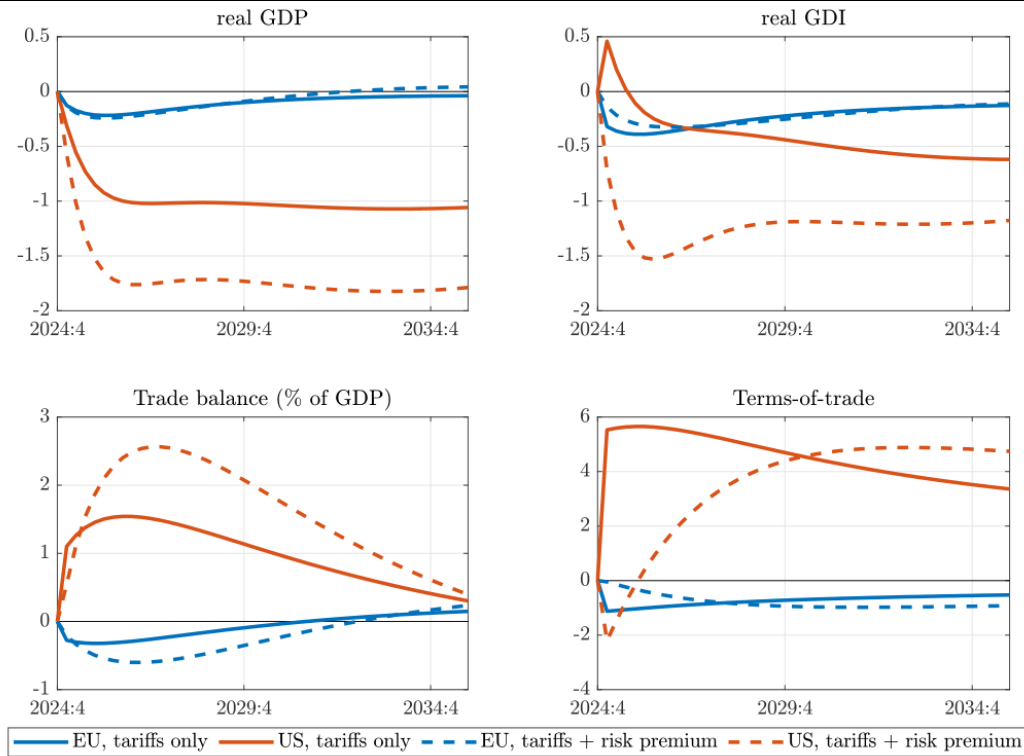 real GDP
0.5
0
-0.5
-1
-1.5
-2
2024:4 2029:4 2034:4
real GDI
0.5
0
-0.5
-1
-1.5
-2
2024:4 2029:4 2034:4
Trade balance (% of GDP)
3
2
1
0
-1
2024:4 2029:4 2034:4
Terms-of-trade
6
4
2
0
-2
-4
2024:4 2029:4 2034:4
EU, tariffs only US, tariffs only EU, tariffs + risk premium US, tariffs + risk premium